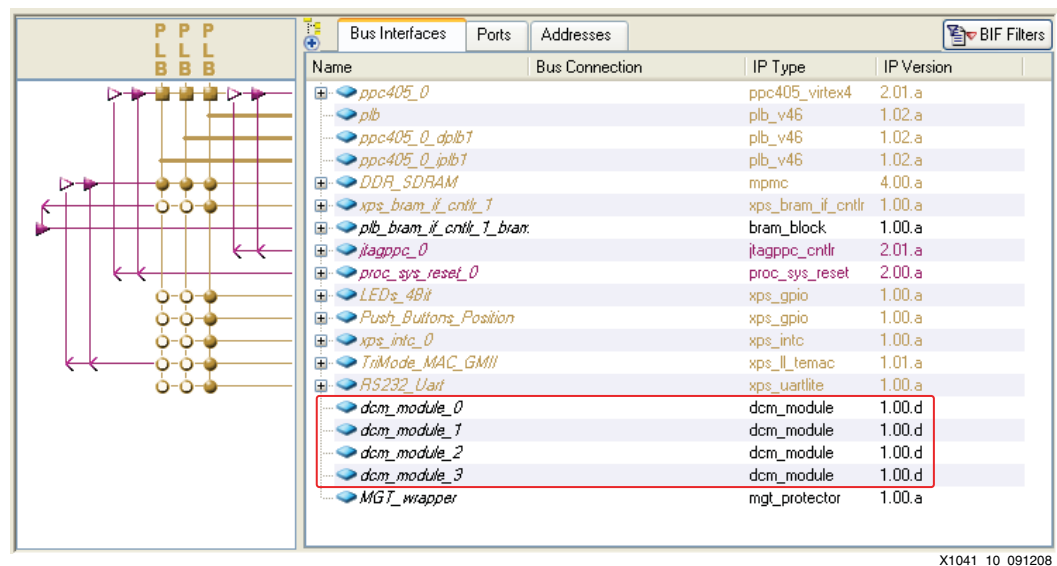 P P P
L L L
B B B
Bus Interfaces Ports Addresses BIF Filters
Name Bus Connection IP Type IP Version
ppc405_0 ppc405_virtex4 2.01.a
plb plb_v46 1.02.a
ppc405_0_dplb1 plb_v46 1.02.a
ppc405_0_iplb1 plb_v46 1.02.a
DDR_SDRAM mpmc 4.00.a
xps_bram_if_cntlr_1 xps_bram_if_cntlr 1.00.a
plb_bram_if_cntlr_1_bram bram_block 1.00.a
jtagppc_0 jtagppc_cntlr 2.01.a
proc_sys_reset_0 proc_sys_reset 2.00.a
LEDs_4Bit xps_gpio 1.00.a
Push_Buttons_Position xps_gpio 1.00.a
xps_intc_0 xps_intc 1.00.a
TriMode_MAC_GMII xps_ll_temac 1.01.a
RS232_Uart xps_uartlite 1.00.a
dcm_module_0 dcm_module 1.00.d
dcm_module_1 dcm_module 1.00.d
dcm_module_2 dcm_module 1.00.d
dcm_module_3 dcm_module 1.00.d
MGT_wrapper mgt_protector 1.00.a
X1041_10_091208